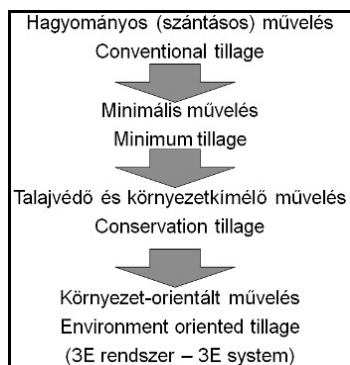 Hagyományos (szántásos) művelés
Conventional tillage
Minimális művelés
Minimum tillage
Talajvédő és környezetkímélő művelés
Conservation tillage
Környezet-orientált művelés
Environment oriented tillage
(3E rendszer – 3E system)